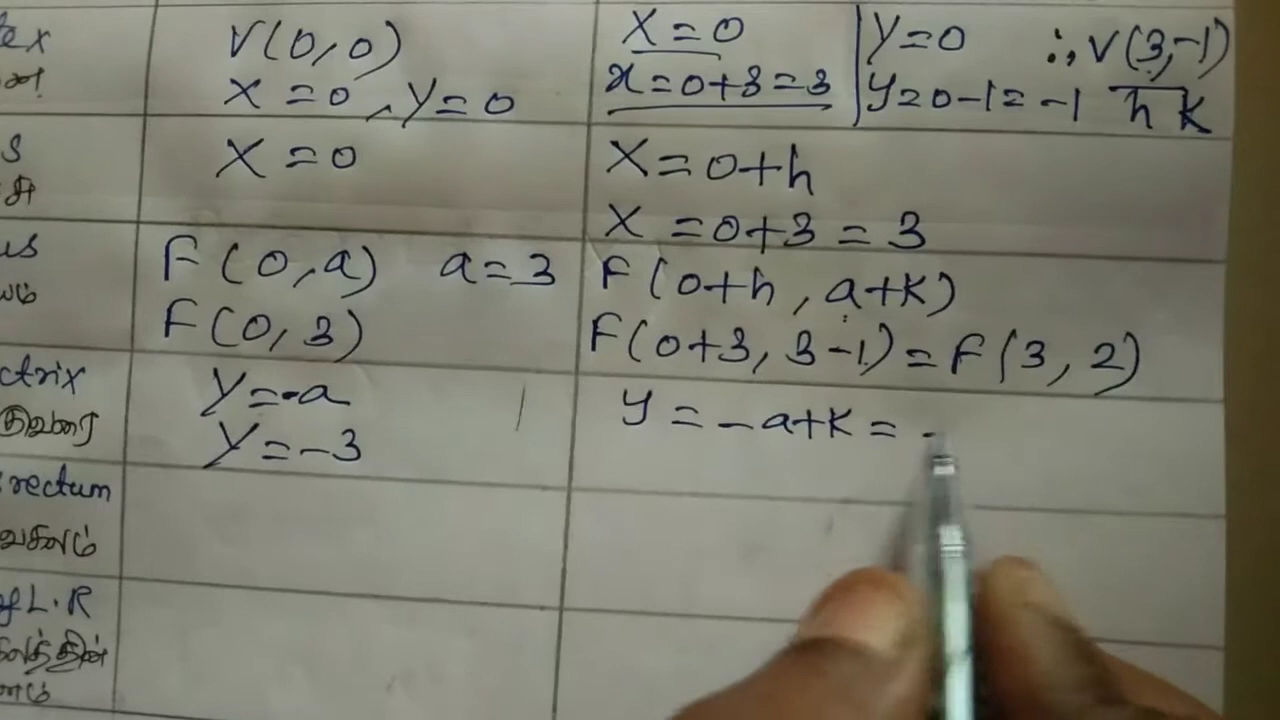 V(0,0)
X=0, Y=0
X=0
x=0+3=3
Y=0
y=0-1=-1
∴ V(3,-1)
h k
X=0
X=0+h
X=0+3=3
F(0,a) a=3
F(0,3)
F(0+h, a+k)
F(0+3, 3-1)=F(3,2)
ctrix
Y=-a
Y=-3
y=-a+k=-
rectum
of L.R